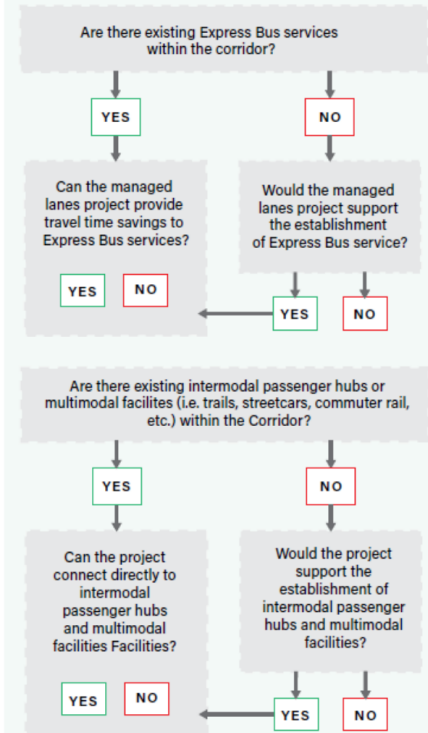 Are there existing Express Bus services
within the corridor?
YES
NO
Can the managed
lanes project provide
travel time savings to
Express Bus services?
YES
NO
Would the managed
lanes project support
the establishment
of Express Bus service?
YES
NO
Are there existing intermodal passenger hubs or
multimodal facilites (i.e. trails, streetcars, commuter rail,
etc.) within the Corridor?
YES
NO
Can the project
connect directly to
intermodal
passenger hubs
and multimodal
facilities Facilities?
YES
NO
Would the project
support the
establishment of
intermodal passenger
hubs and multimodal
facilities?
YES
NO